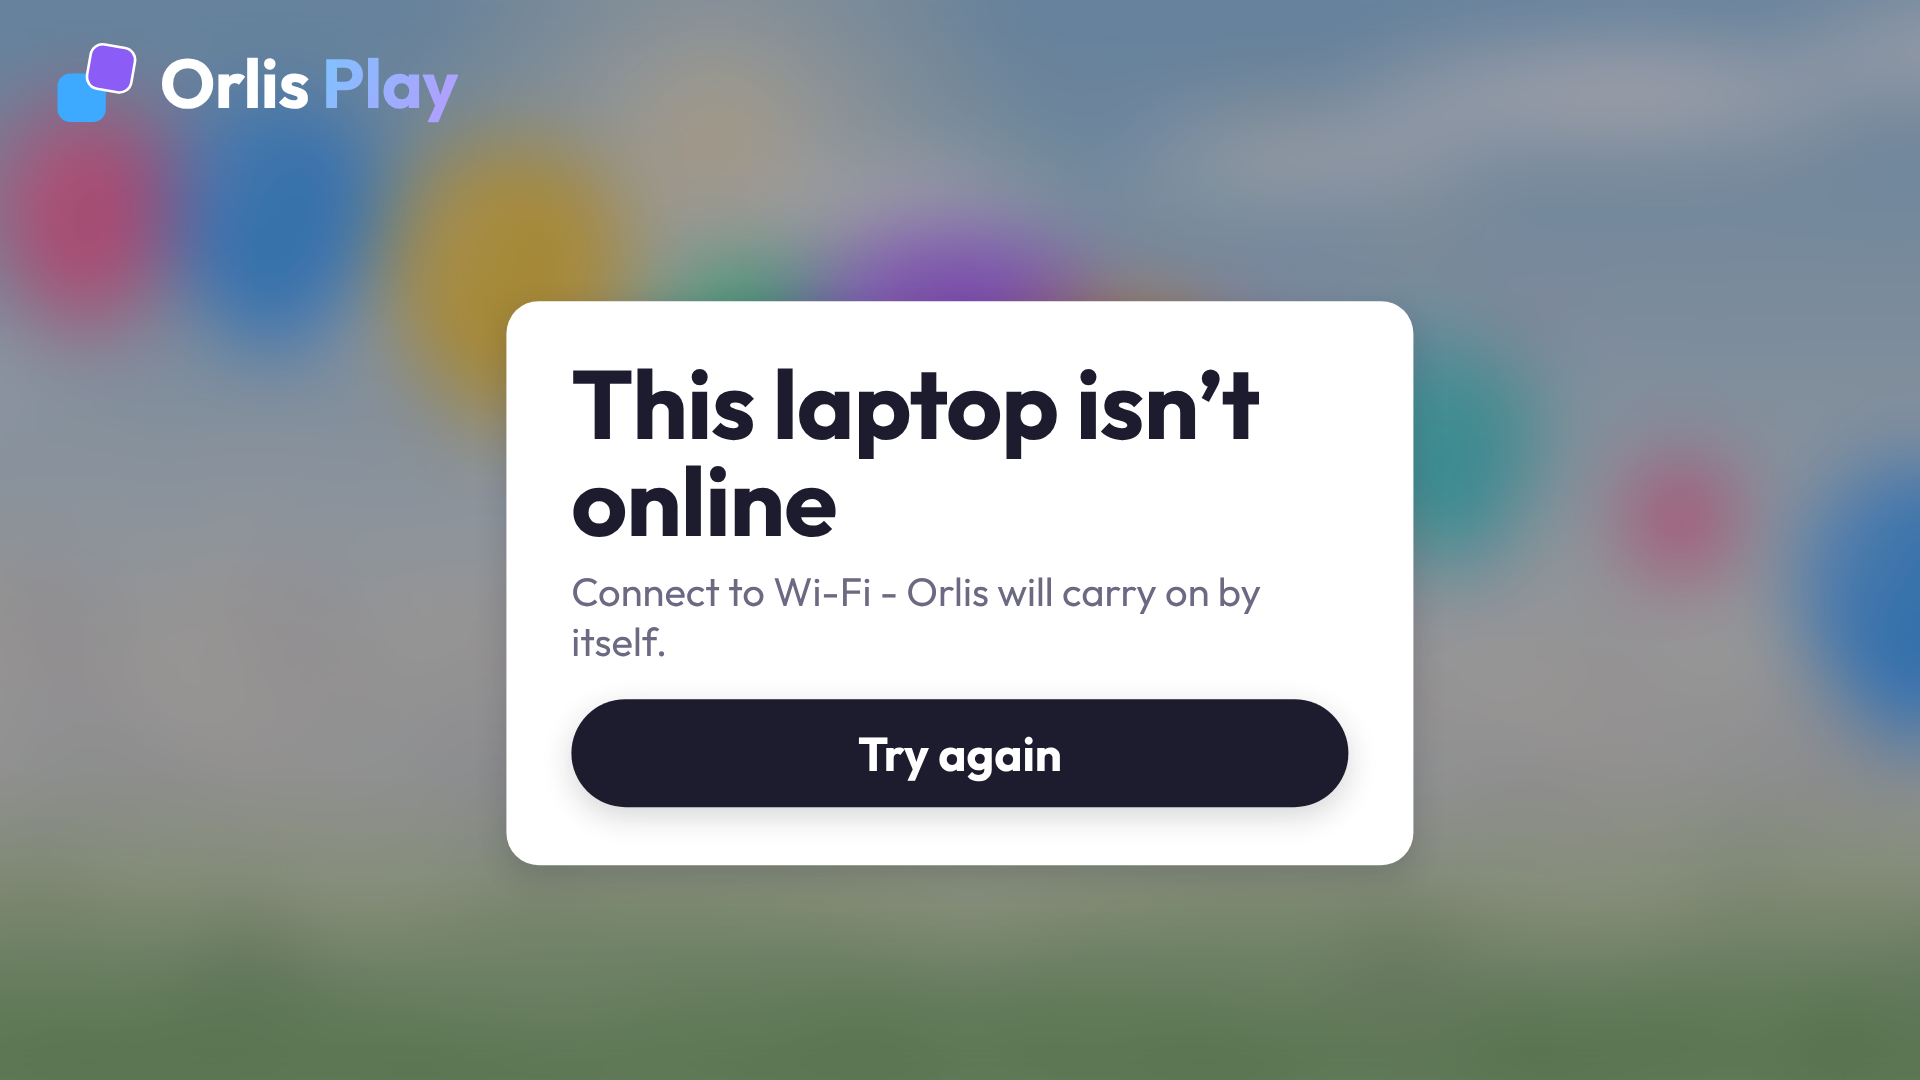 Orlis Play
This laptop isn’t
online
Connect to Wi-Fi - Orlis will carry on by
itself.
Try again